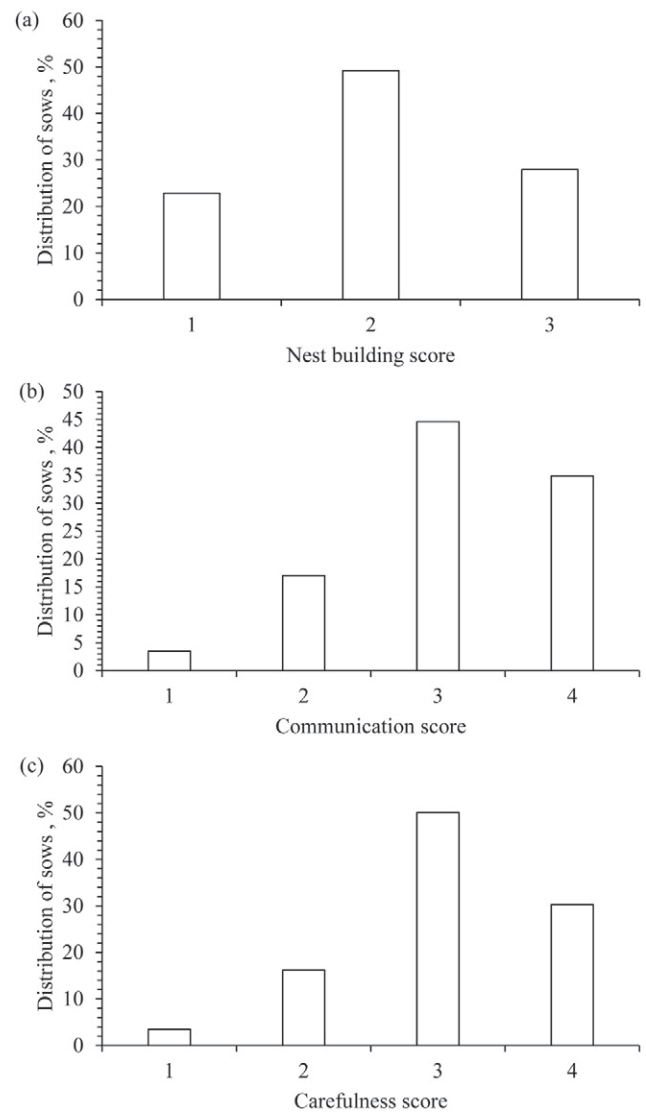 (a)
Distribution of sows , %
60
50
40
30
20
10
0
1 2 3
Nest building score
(b)
Distribution of sows , %
50
45
40
35
30
25
20
15
10
5
0
1 2 3 4
Communication score
(c)
Distribution of sows , %
60
50
40
30
20
10
0
1 2 3 4
Carefulness score